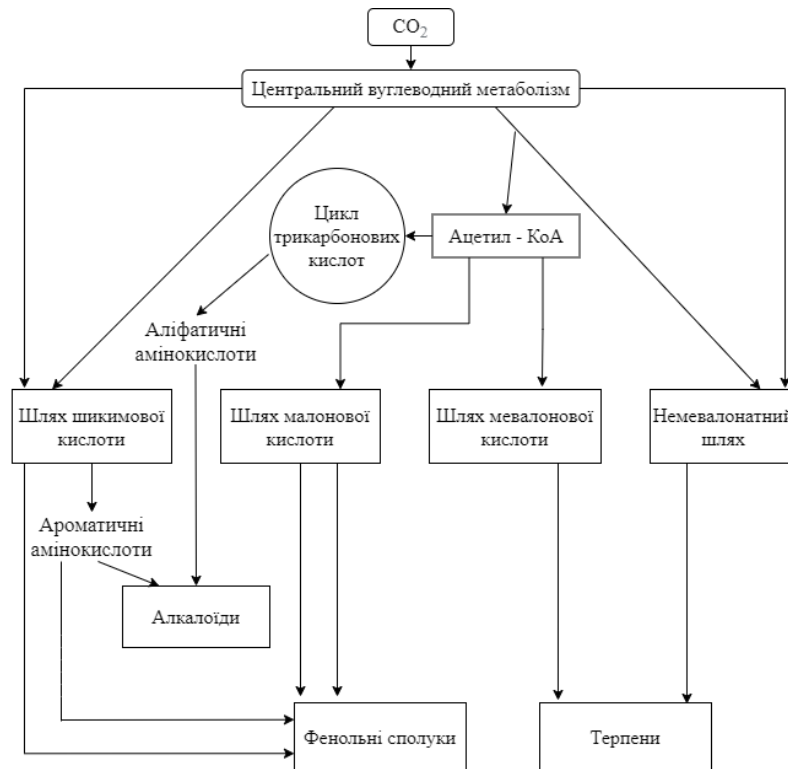 CO₂
Центральний вуглеводний метаболізм
Цикл
трикарбонових
кислот
Ацетил - КоА
Аліфатичні
амінокислоти
Шлях шикимової
кислоти
Шлях малонової
кислоти
Шлях мевалонової
кислоти
Немевалонатний
шлях
Ароматичні
амінокислоти
Алкалоїди
Фенольні сполуки
Терпени